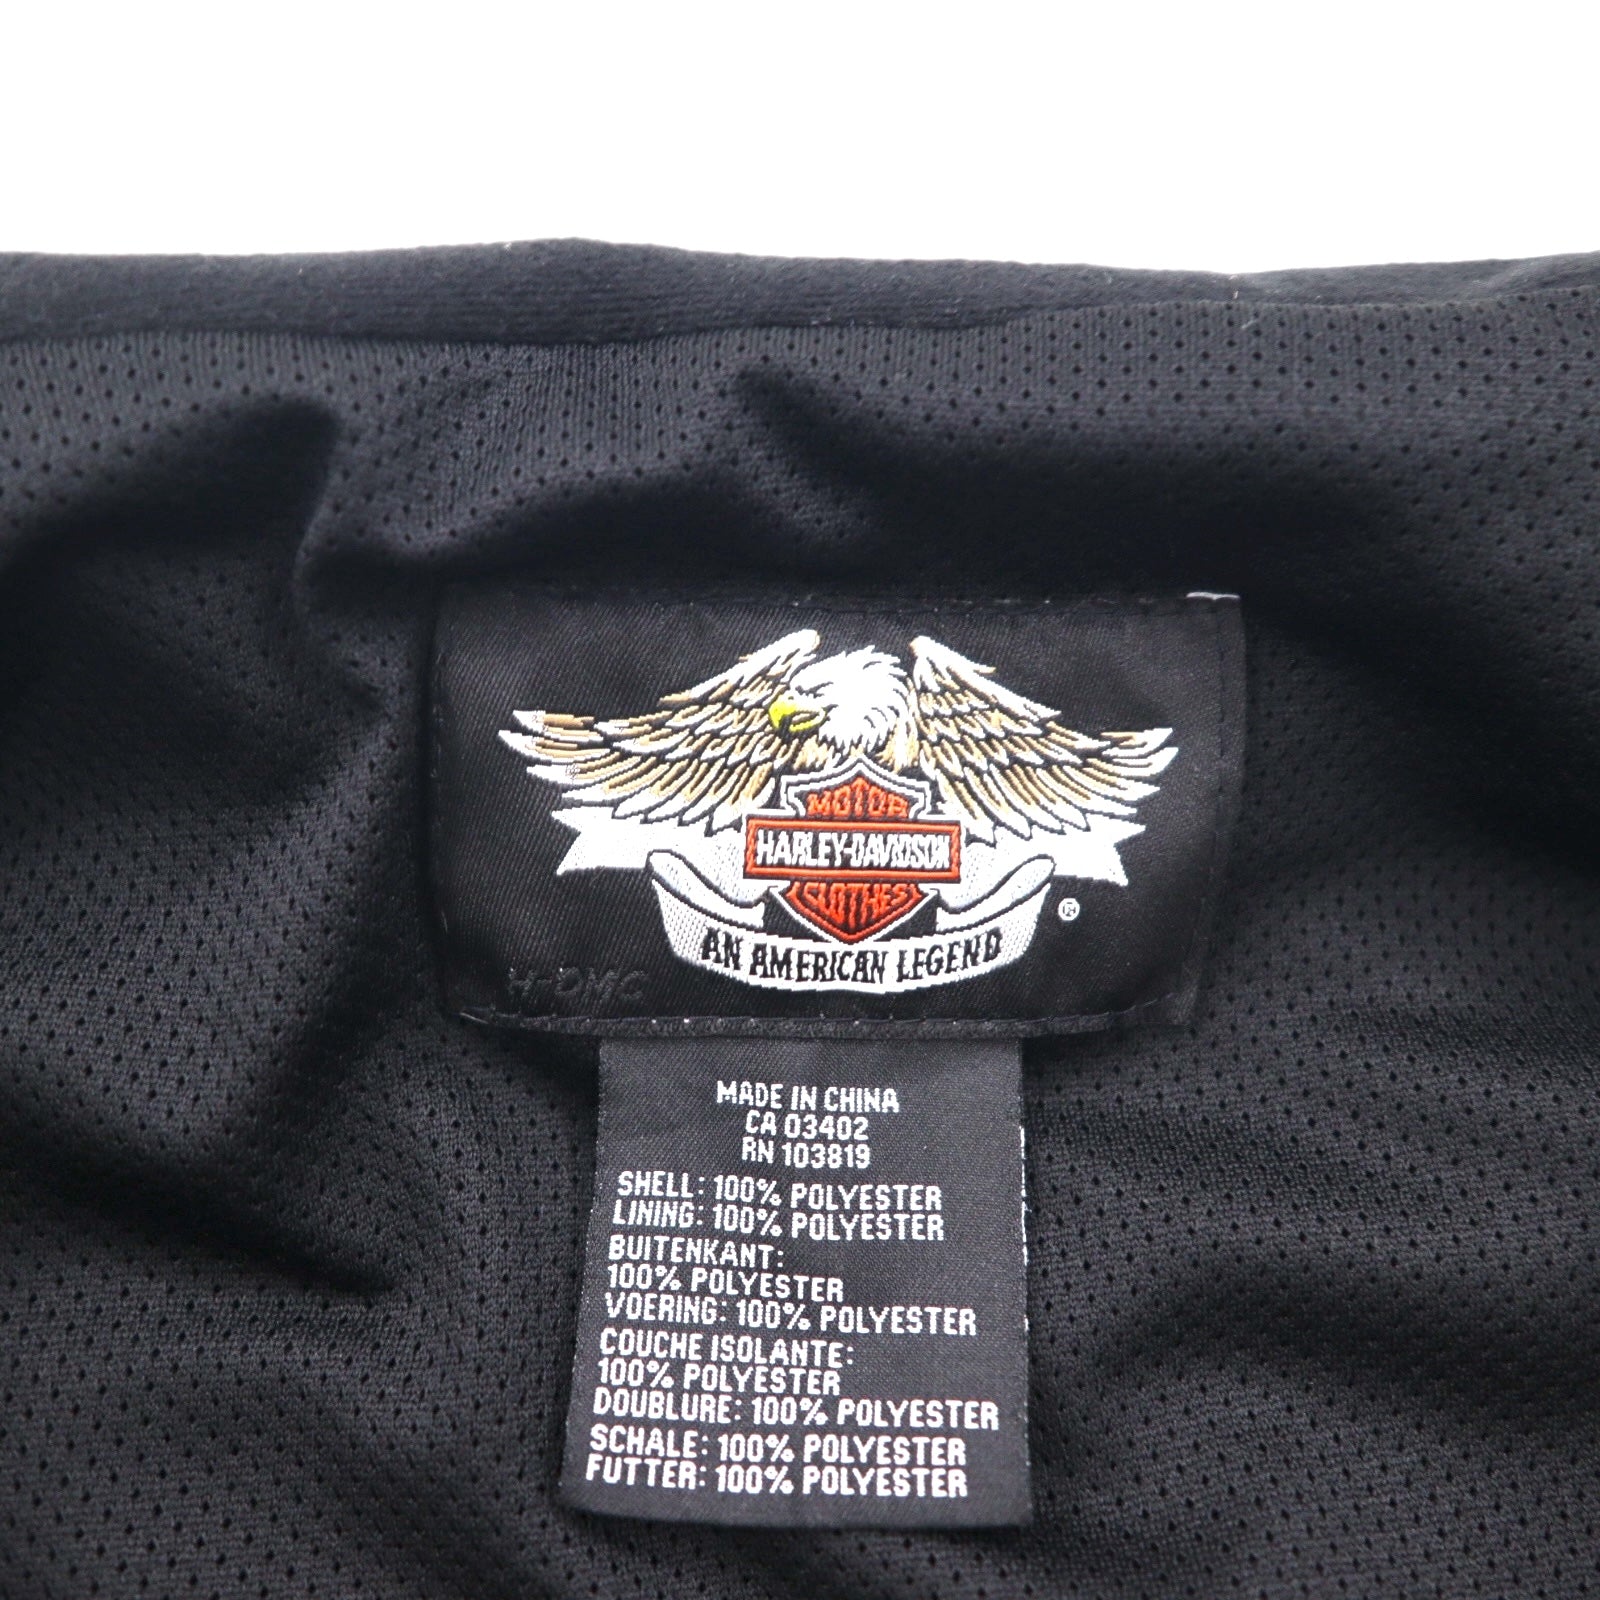 MOTOR
HARLEY-DAVIDSON
CLOTHES
AN AMERICAN LEGEND
®
H-DMC
MADE IN CHINA
CA 03402
RN 103819
SHELL: 100% POLYESTER
LINING: 100% POLYESTER
BUITENKANT:
100% POLYESTER
VOERING: 100% POLYESTER
COUCHE ISOLANTE:
100% POLYESTER
DOUBLURE: 100% POLYESTER
SCHALE: 100% POLYESTER
FUTTER: 100% POLYESTER